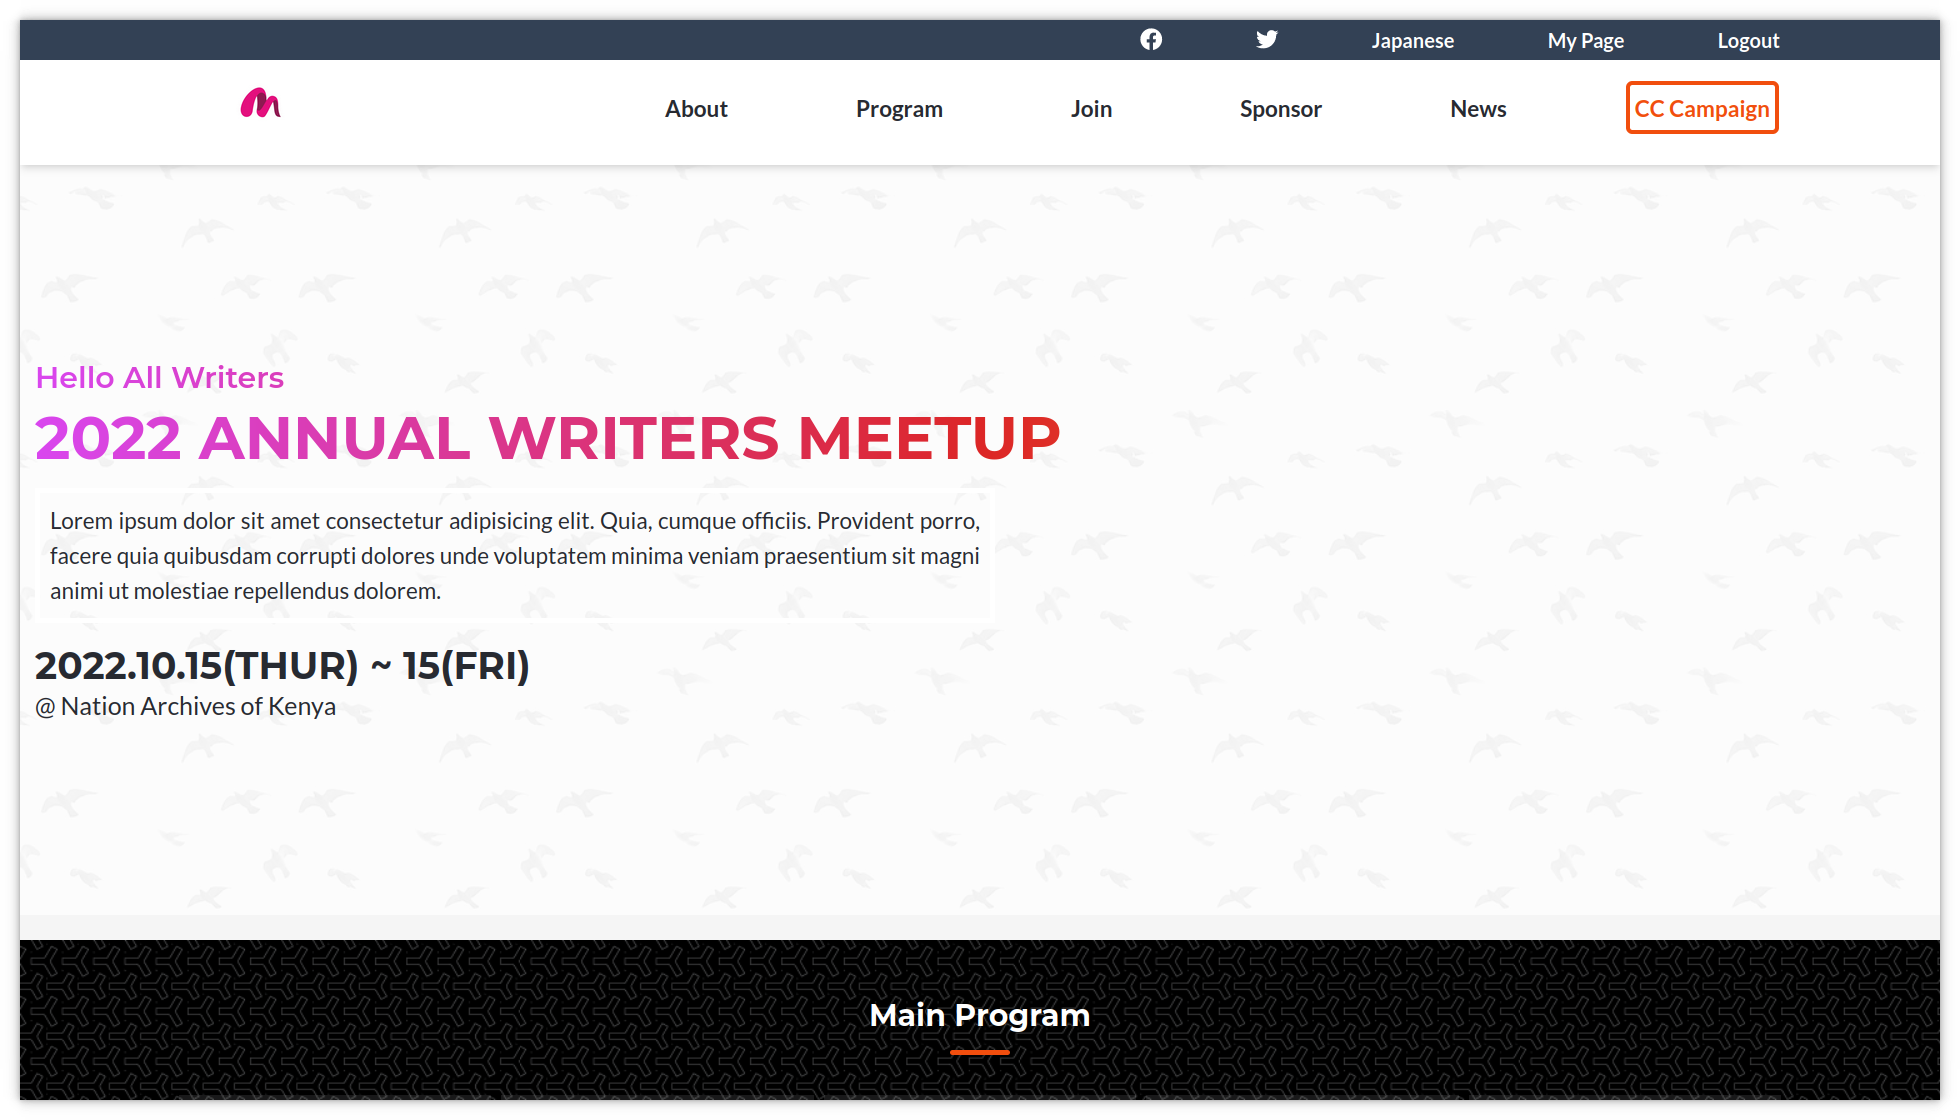 Japanese
My Page
Logout
About
Program
Join
Sponsor
News
CC Campaign
Hello All Writers
2022 ANNUAL WRITERS MEETUP
Lorem ipsum dolor sit amet consectetur adipisicing elit. Quia, cumque officiis. Provident porro,
facere quia quibusdam corrupti dolores unde voluptatem minima veniam praesentium sit magni
animi ut molestiae repellendus dolorem.
2022.10.15(THUR) ~ 15(FRI)
@ Nation Archives of Kenya
Main Program